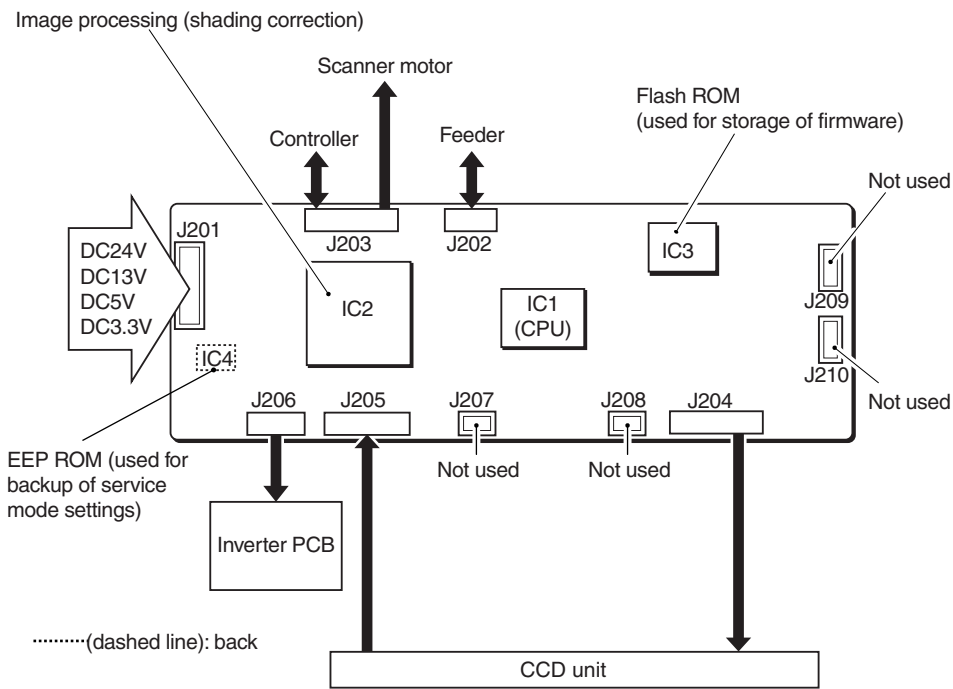 Image processing (shading correction)
Scanner motor
Flash ROM
(used for storage of firmware)
Controller
Feeder
Not used
J201
J203
J202
IC3
DC24V
DC13V
DC5V
DC3.3V
IC2
IC1
(CPU)
J209
IC4
J210
J206
J205
J207
J208
J204
Not used
EEP ROM (used for
backup of service
mode settings)
Not used
Not used
Inverter PCB
(dashed line): back
CCD unit